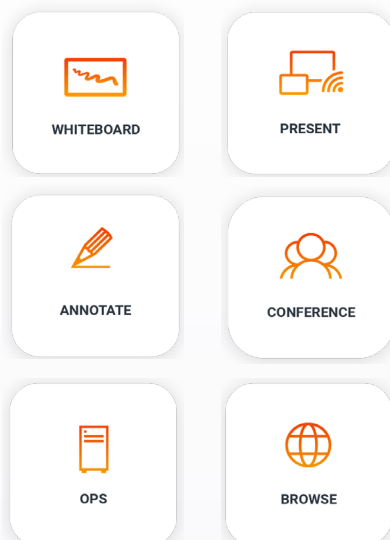 WHITEBOARD
PRESENT
ANNOTATE
CONFERENCE
OPS
BROWSE